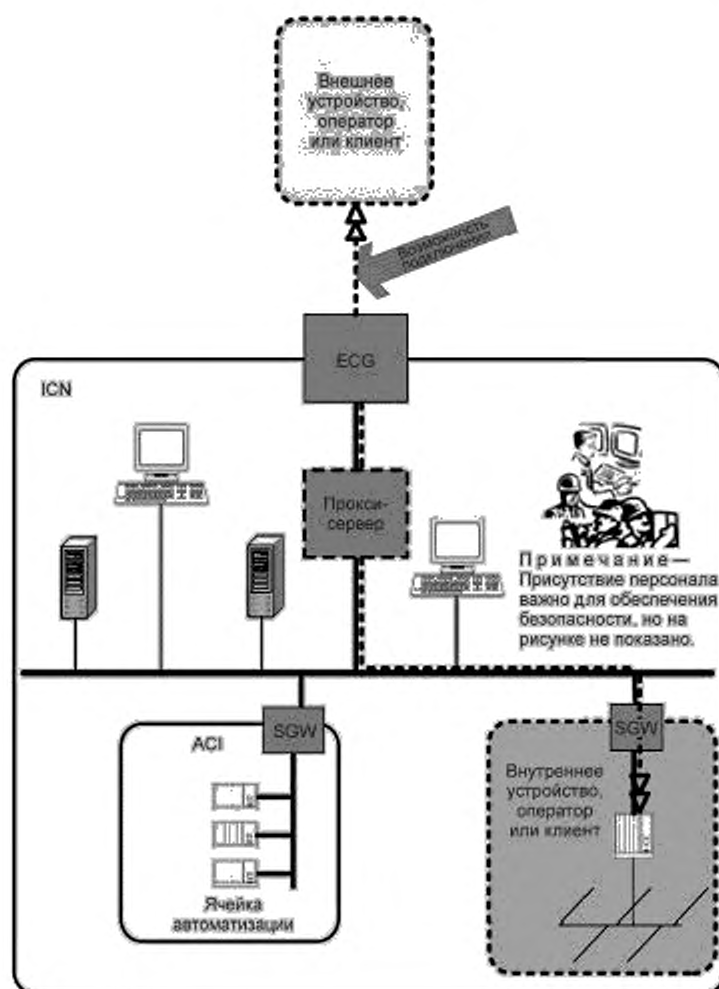 Внешнее
устройство,
оператор
или клиент
Возможность
подключения
ECG
ICN
Прокси-
сервер
Примечание —
Присутствие персонала
важно для обеспечения
безопасности, но на
рисунке не показано.
SGW
ACI
Ячейка
автоматизации
SGW
Внутреннее
устройство,
оператор
или клиент